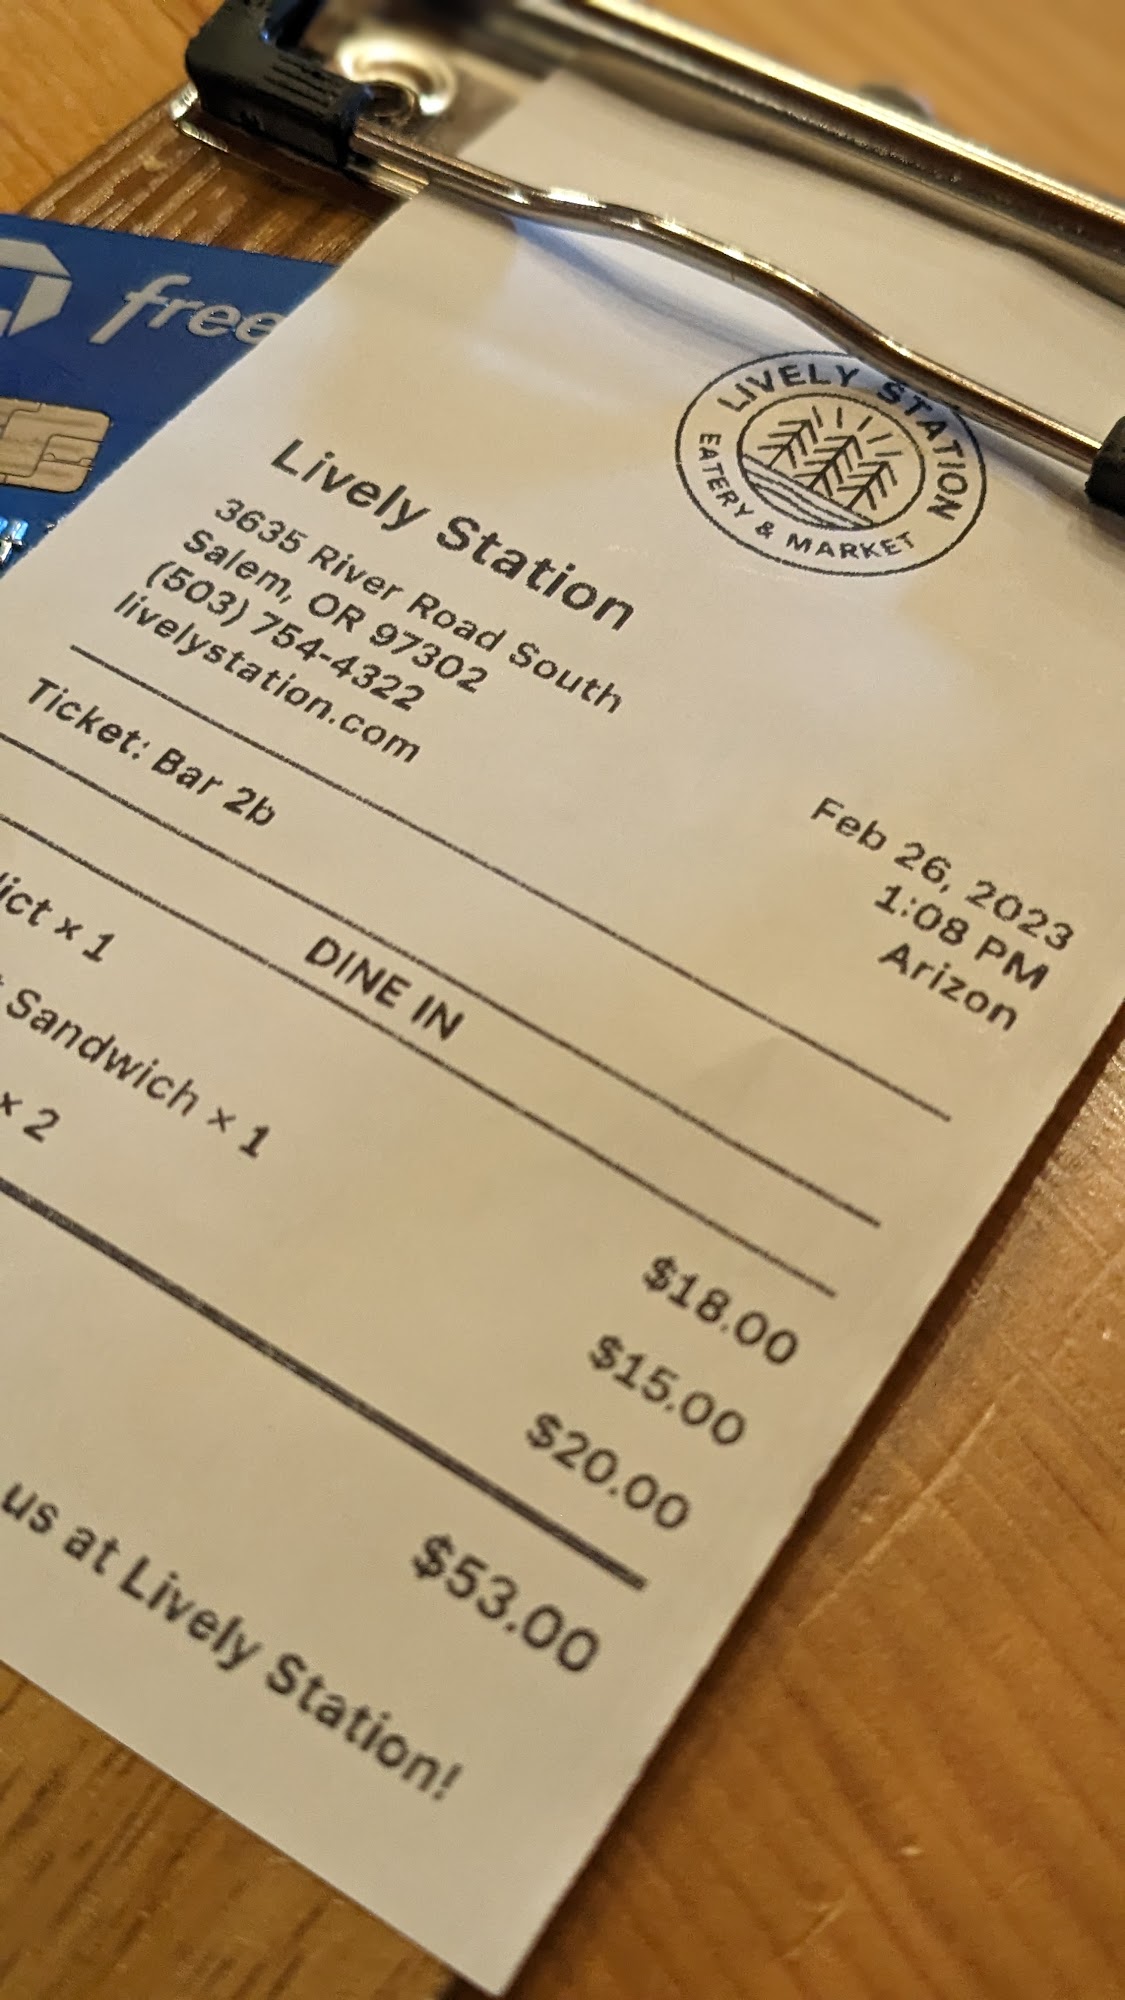 free
LIVELY STATION
EATERY & MARKET
Lively Station
3635 River Road South
Salem, OR 97302
(503) 754-4322
livelystation.com
Feb 26, 2023
1:08 PM
Arizon
Ticket: Bar 2b
DINE IN
ict × 1 $18.00
Sandwich × 1 $15.00
× 2 $20.00
$53.00
us at Lively Station!